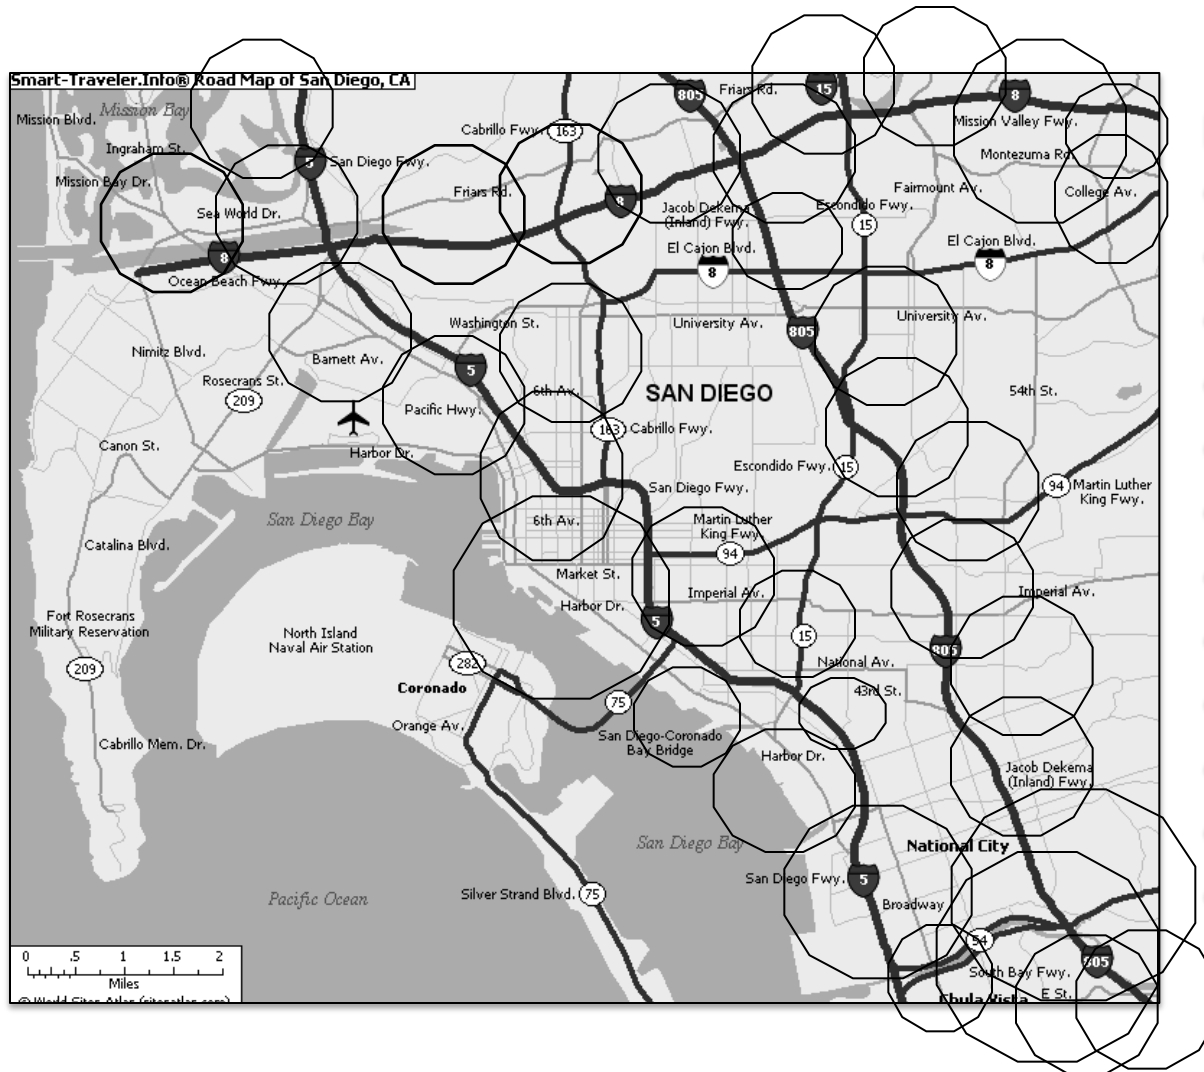 Smart-Traveler.Info® Road Map of San Diego, CA
Mission Bay
Mission Blvd.
Ingraham St.
Mission Bay Dr.
Sea World Dr.
5
San Diego Fwy.
Cabrillo Fwy.
163
Friars Rd.
805
Friars Rd.
15
8
Mission Valley Fwy.
Montezuma Rd.
College Av.
Fairmount Av.
8
Jacob Dekema
(Inland) Fwy.
Escondido Fwy.
15
El Cajon Blvd.
8
El Cajon Blvd.
8
8
Ocean Beach Fwy.
Washington St.
University Av.
805
University Av.
Nimitz Blvd.
Barnett Av.
Rosecrans St.
209
5
6th Av.
SAN DIEGO
54th St.
Pacific Hwy.
163
Cabrillo Fwy.
Canon St.
Harbor Dr.
Escondido Fwy.
15
San Diego Fwy.
94
Martin Luther
King Fwy.
San Diego Bay
6th Av.
Martin Luther
King Fwy.
94
Catalina Blvd.
Market St.
Imperial Av.
Imperial Av.
Harbor Dr.
Fort Rosecrans
Military Reservation
North Island
Naval Air Station
5
15
805
209
282
National Av.
Coronado
75
43rd St.
Orange Av.
San Diego-Coronado
Bay Bridge
Cabrillo Mem. Dr.
Harbor Dr.
Jacob Dekema
(Inland) Fwy.
San Diego Bay
National City
San Diego Fwy.
5
Silver Strand Blvd.
75
Pacific Ocean
Broadway
54
805
South Bay Fwy.
E St.
Chula Vista
0 .5 1 1.5 2
Miles
© World Sites Atlas (sitesatlas.com)